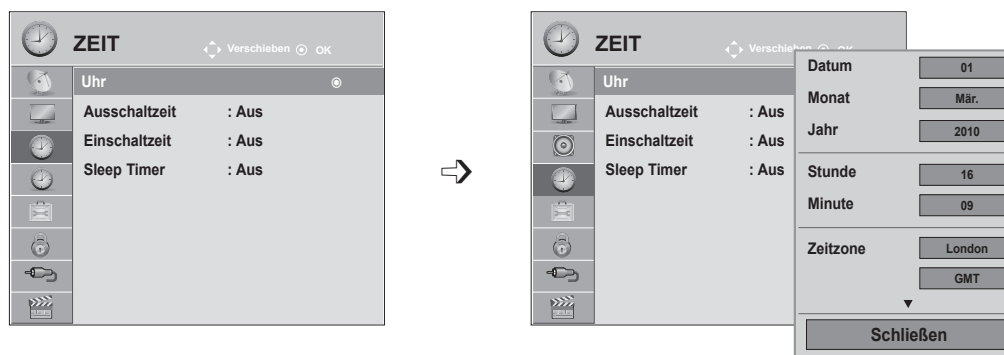 ZEIT
Verschieben OK
Uhr
Ausschaltzeit : Aus
Einschaltzeit : Aus
Sleep Timer : Aus
ZEIT
Uhr
Ausschaltzeit : Aus
Einschaltzeit : Aus
Sleep Timer : Aus
Datum 01
Monat Mär.
Jahr 2010
Stunde 16
Minute 09
Zeitzone London
GMT
Schließen